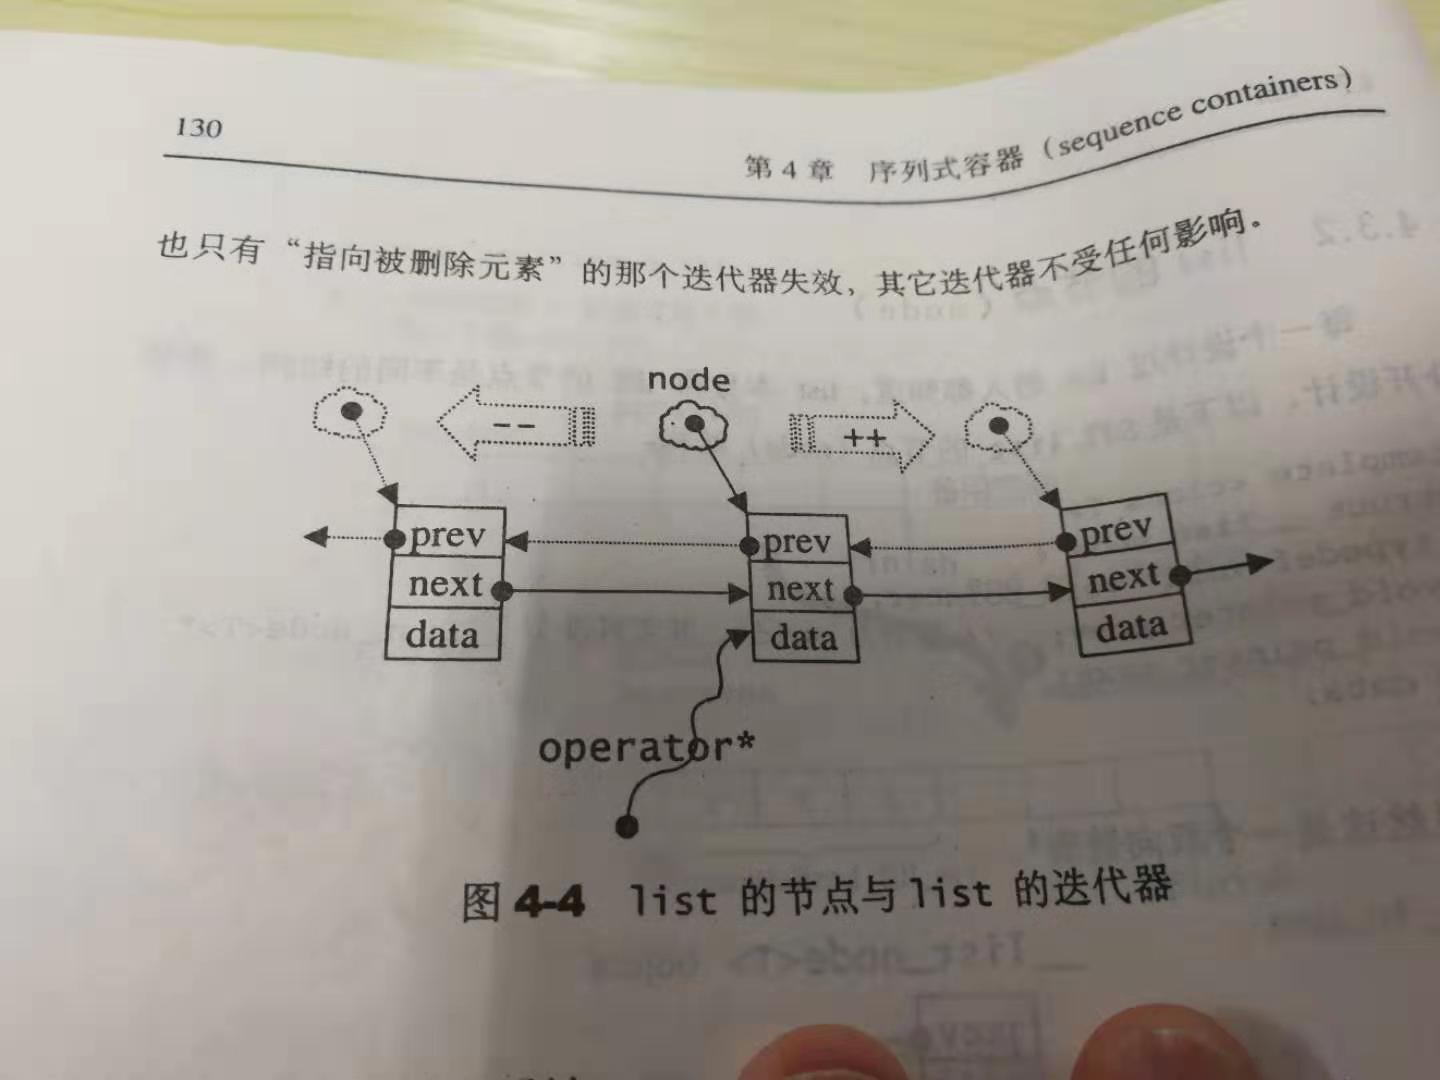 130
第 4 章 序列式容器（sequence containers）
也只有“指向被删除元素”的那个迭代器失效，其它迭代器不受任何影响．
node
-- ++
prev prev prev
next next next
data data data
operator*
图 4-4 list 的节点与 list 的迭代器